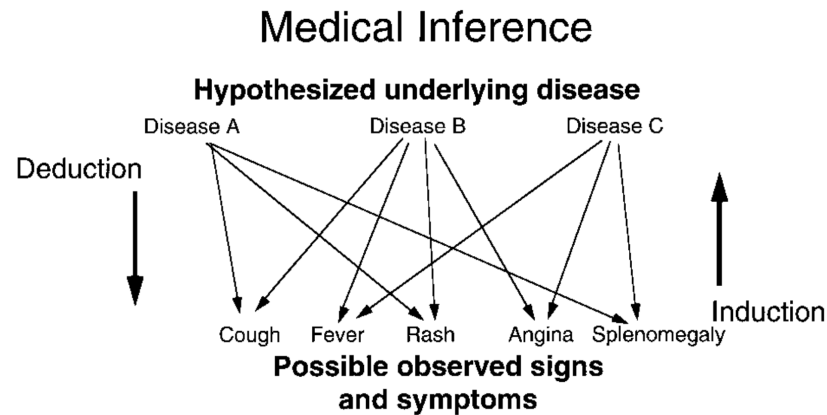 Medical Inference
Hypothesized underlying disease
Disease A Disease B Disease C
Deduction
Induction
Cough Fever Rash Angina Splenomegaly
Possible observed signs
and symptoms